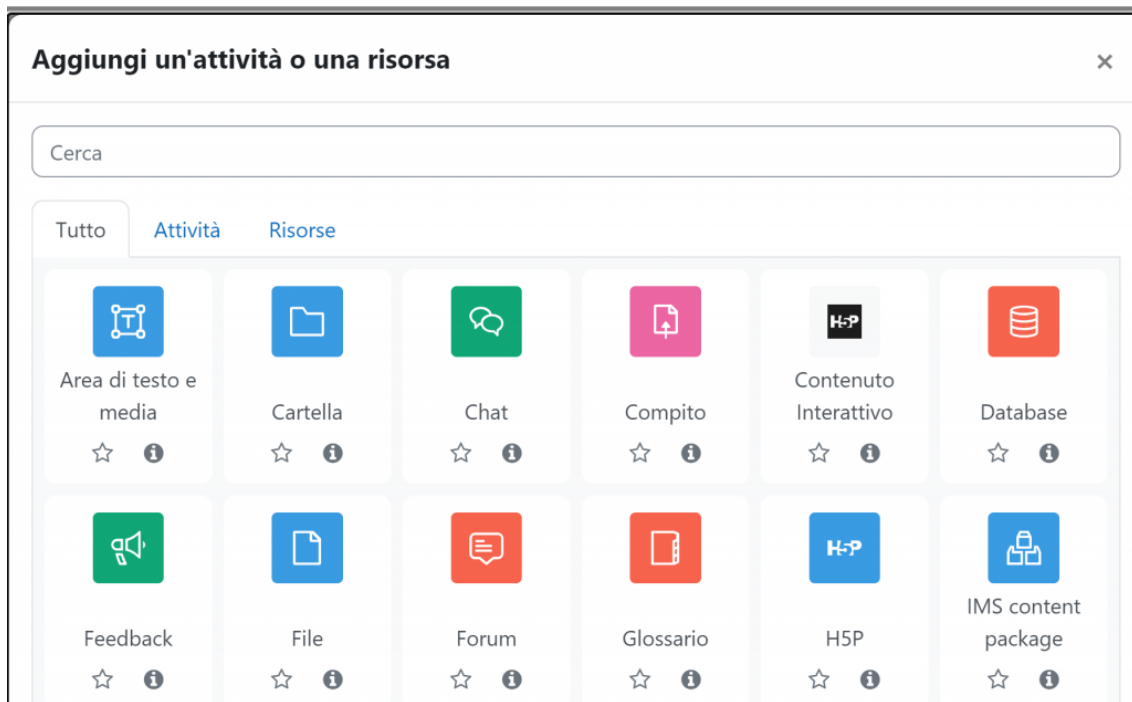 Aggiungi un'attività o una risorsa
×
Cerca
Tutto Attività Risorse
T
H5P
Area di testo e
media
Cartella
Chat
Compito
Contenuto
Interattivo
Database
H5P
Feedback
File
Forum
Glossario
H5P
IMS content
package